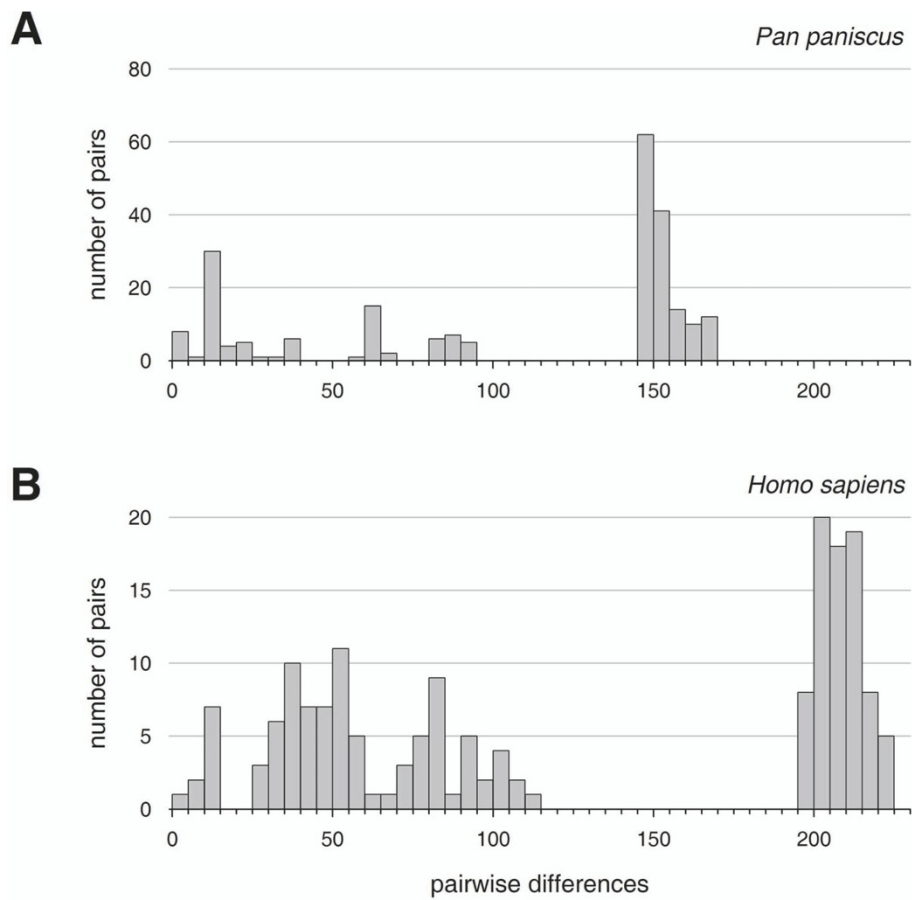 A
Pan paniscus
80
60
40
20
0
number of pairs
0 50 100 150 200
B
Homo sapiens
20
15
10
5
0
number of pairs
0 50 100 150 200
pairwise differences